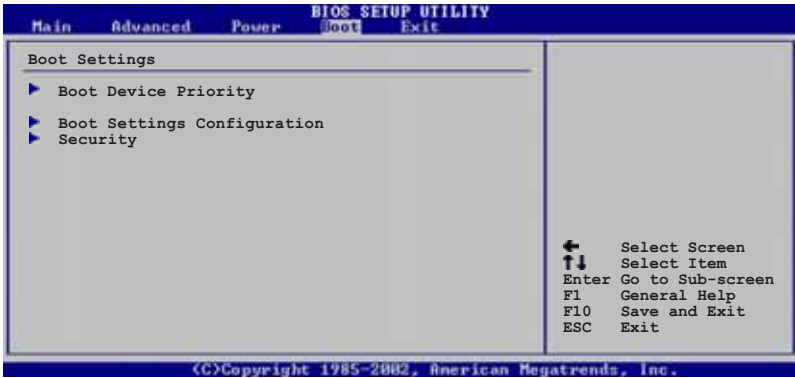 BIOS SETUP UTILITY
Main Advanced Power Boot Exit
Boot Settings
Boot Device Priority
Boot Settings Configuration
Security
← Select Screen
↑↓ Select Item
Enter Go to Sub-screen
F1 General Help
F10 Save and Exit
ESC Exit
(C)Copyright 1985-2002, American Megatrends, Inc.